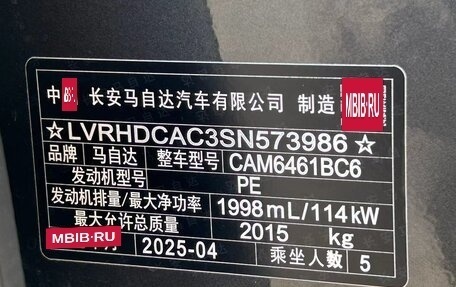 中 长安马自达汽车有限公司 制造 MBIB.RU
☆LVRHDCAC3SN573986☆
品牌 马自达 整车型号 CAM6461BC6
发动机型号 PE
发动机排量/最大净功率 1998mL/114kW
最大允许总质量 2015 kg
MBIB.RU 月 2025-04 乘坐人数 5